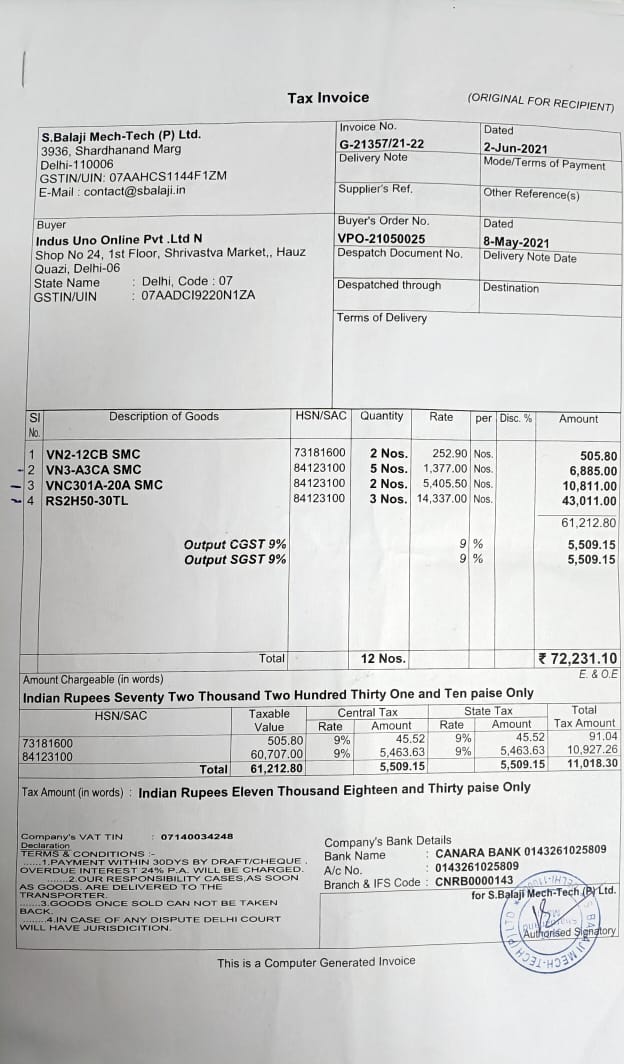 Tax Invoice
(ORIGINAL FOR RECIPIENT)
S.Balaji Mech-Tech (P) Ltd.
3936, Shardhanand Marg
Delhi-110006
GSTIN/UIN: 07AAHCS1144F1ZM
E-Mail : contact@sbalaji.in
Invoice No.
G-21357/21-22
Dated
2-Jun-2021
Delivery Note
Mode/Terms of Payment
Supplier's Ref.
Other Reference(s)
Buyer
Indus Uno Online Pvt .Ltd N
Shop No 24, 1st Floor, Shrivastva Market,, Hauz
Quazi, Delhi-06
State Name : Delhi, Code : 07
GSTIN/UIN : 07AADCI9220N1ZA
Buyer's Order No.
VPO-21050025
Dated
8-May-2021
Despatch Document No.
Delivery Note Date
Despatched through
Destination
Terms of Delivery
Sl No. Description of Goods HSN/SAC Quantity Rate per Disc. % Amount
1 VN2-12CB SMC 73181600 2 Nos. 252.90 Nos. 505.80
2 VN3-A3CA SMC 84123100 5 Nos. 1,377.00 Nos. 6,885.00
3 VNC301A-20A SMC 84123100 2 Nos. 5,405.50 Nos. 10,811.00
4 RS2H50-30TL 84123100 3 Nos. 14,337.00 Nos. 43,011.00
61,212.80
Output CGST 9% 9 % 5,509.15
Output SGST 9% 9 % 5,509.15
Total 12 Nos. ₹ 72,231.10
Amount Chargeable (in words) E. & O.E
Indian Rupees Seventy Two Thousand Two Hundred Thirty One and Ten paise Only
HSN/SAC Taxable Value Central Tax State Tax Total Tax Amount
Rate Amount Rate Amount
73181600 505.80 9% 45.52 9% 45.52 91.04
84123100 60,707.00 9% 5,463.63 9% 5,463.63 10,927.26
Total 61,212.80 5,509.15 5,509.15 11,018.30
Tax Amount (in words) : Indian Rupees Eleven Thousand Eighteen and Thirty paise Only
Company's VAT TIN : 07140034248
Declaration
TERMS & CONDITIONS :-
......1.PAYMENT WITHIN 30DYS BY DRAFT/CHEQUE .
OVERDUE INTEREST 24% P.A. WILL BE CHARGED.
.......2.OUR RESPONSIBILITY CASES,AS SOON
AS GOODS. ARE DELIVERED TO THE
TRANSPORTER.
......3.GOODS ONCE SOLD CAN NOT BE TAKEN
BACK.
.......4.IN CASE OF ANY DISPUTE DELHI COURT
WILL HAVE JURISDICITION.
Company's Bank Details
Bank Name : CANARA BANK 0143261025809
A/c No. : 0143261025809
Branch & IFS Code : CNRB0000143
for S.Balaji Mech-Tech (P) Ltd.
Authorised Signatory
This is a Computer Generated Invoice